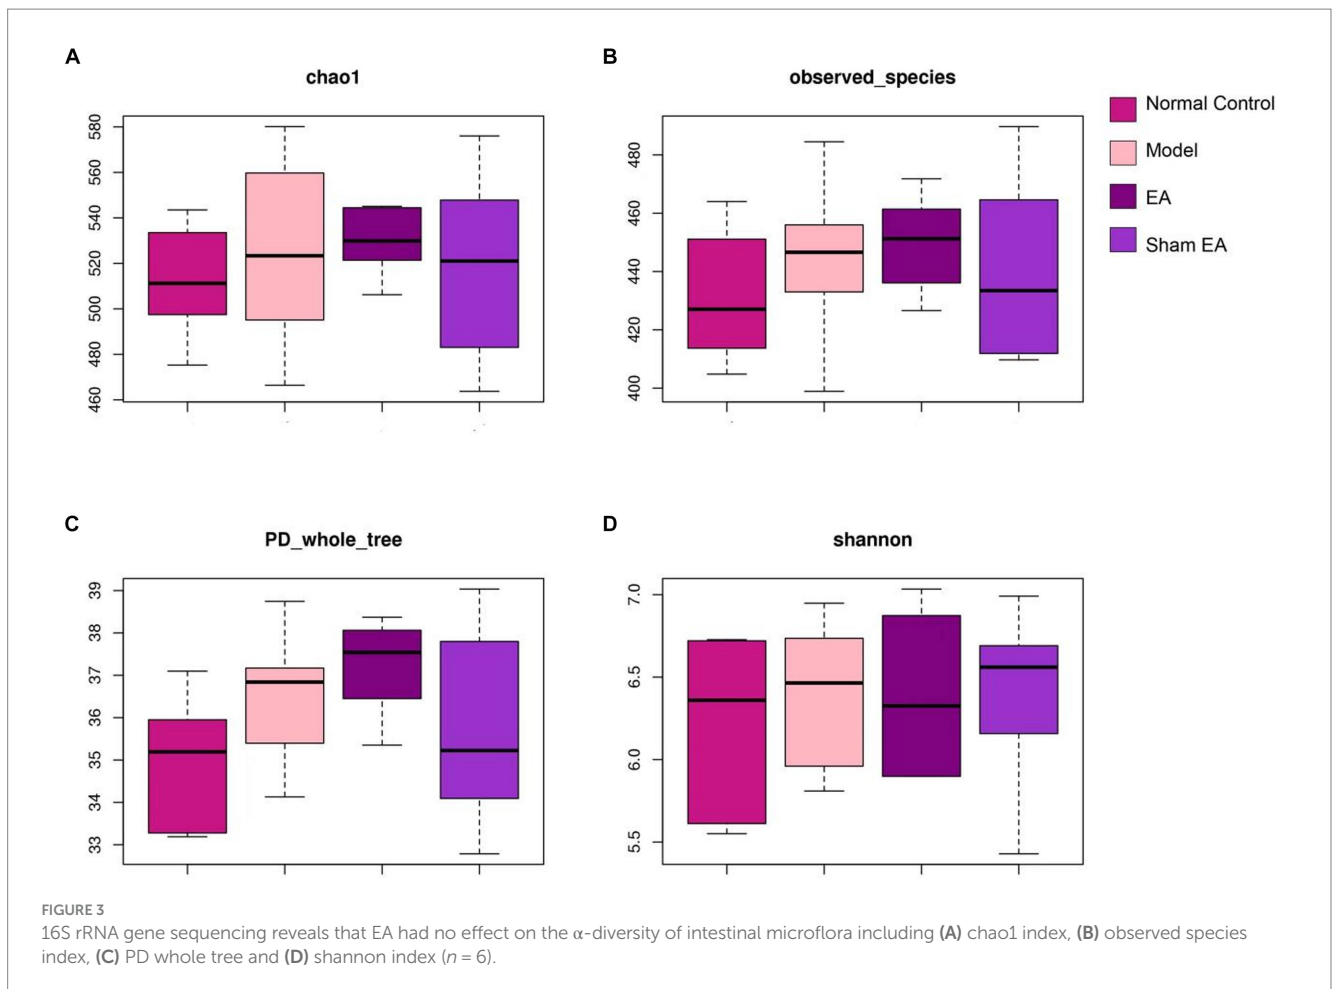 A
chao1
580
560
540
520
500
480
460
B
observed_species
480
460
440
420
400
Normal Control
Model
EA
Sham EA
C
PD_whole_tree
39
38
37
36
35
34
33
D
shannon
7.0
6.5
6.0
5.5
FIGURE 3
16S rRNA gene sequencing reveals that EA had no effect on the α-diversity of intestinal microflora including (A) chao1 index, (B) observed species
index, (C) PD whole tree and (D) shannon index (n = 6).